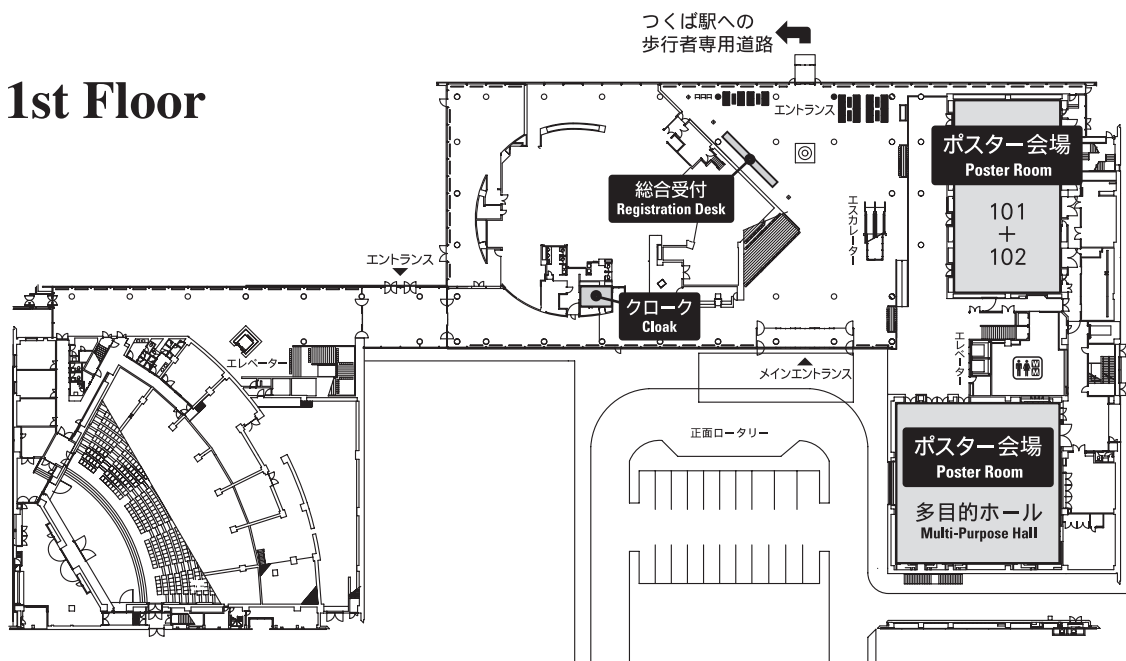 つくば駅への
歩行者専用道路
1st Floor
エントランス
ポスター会場
Poster Room
101
+
102
総合受付
Registration Desk
エスカレーター
エントランス
クローク
Cloak
エレベーター
エレベーター
メインエントランス
正面ロータリー
ポスター会場
Poster Room
多目的ホール
Multi-Purpose Hall